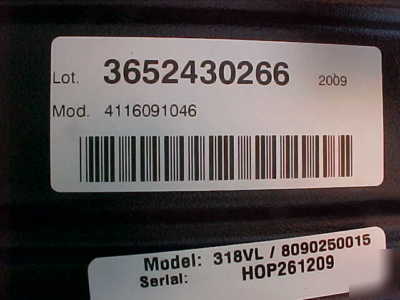 Lot. 3652430266 2009
Mod. 4116091046
Model: 318VL / 8090250015
Serial: HOP261209